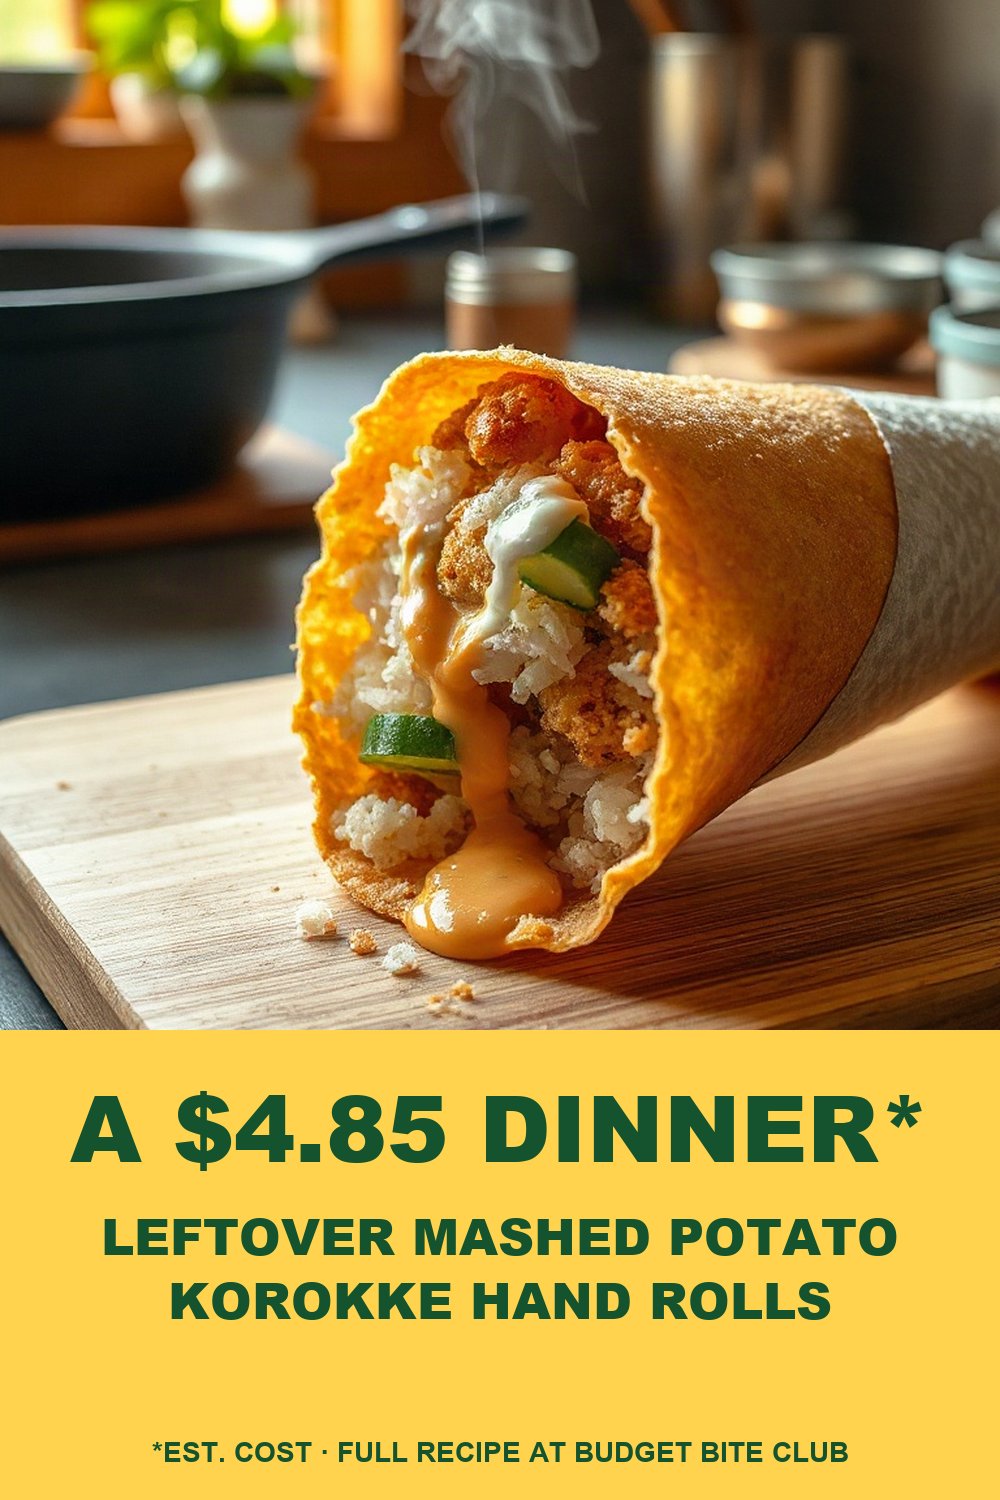 A $4.85 DINNER*
LEFTOVER MASHED POTATO
KOROKKE HAND ROLLS
*EST. COST · FULL RECIPE AT BUDGET BITE CLUB